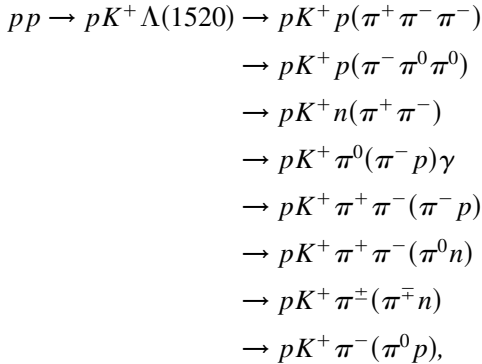 pp → pK⁺Λ(1520) → pK⁺p(π⁺π⁻π⁻)
→ pK⁺p(π⁻π⁰π⁰)
→ pK⁺n(π⁺π⁻)
→ pK⁺π⁰(π⁻p)γ
→ pK⁺π⁺π⁻(π⁻p)
→ pK⁺π⁺π⁻(π⁰n)
→ pK⁺π±(π∓n)
→ pK⁺π⁻(π⁰p),